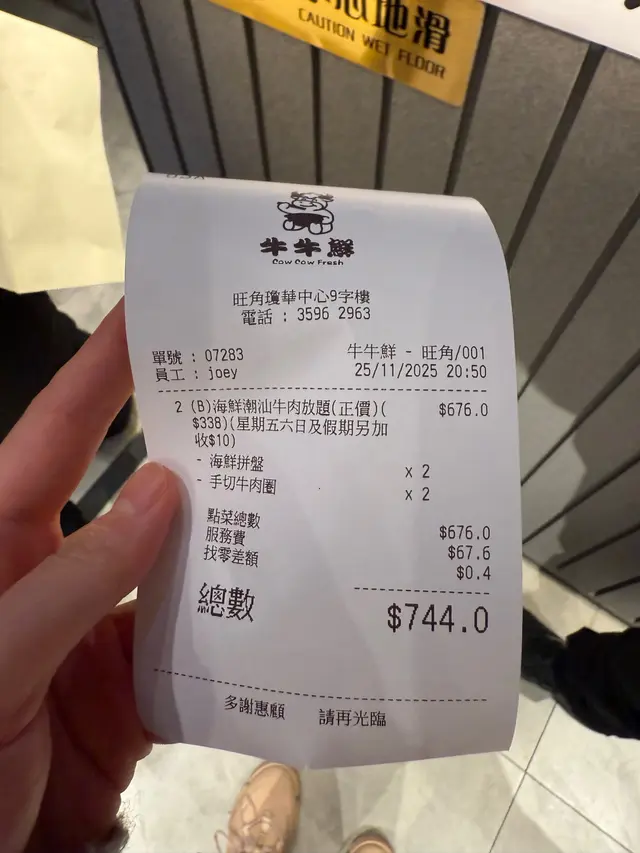 地滑
CAUTION WET FLOOR
牛牛鮮
Cow Cow Fresh
旺角瓊華中心9字樓
電話 : 3596 2963
單號 : 07283
牛牛鮮 - 旺角/001
員工 : joey
25/11/2025 20:50
2 (B)海鮮潮汕牛肉放題(正價)( $676.0
$338)(星期五六日及假期另加
收$10)
- 海鮮拼盤 x 2
- 手切牛肉圈 x 2
點菜總數 $676.0
服務費 $67.6
找零差額 $0.4
總數 $744.0
多謝惠顧 請再光臨